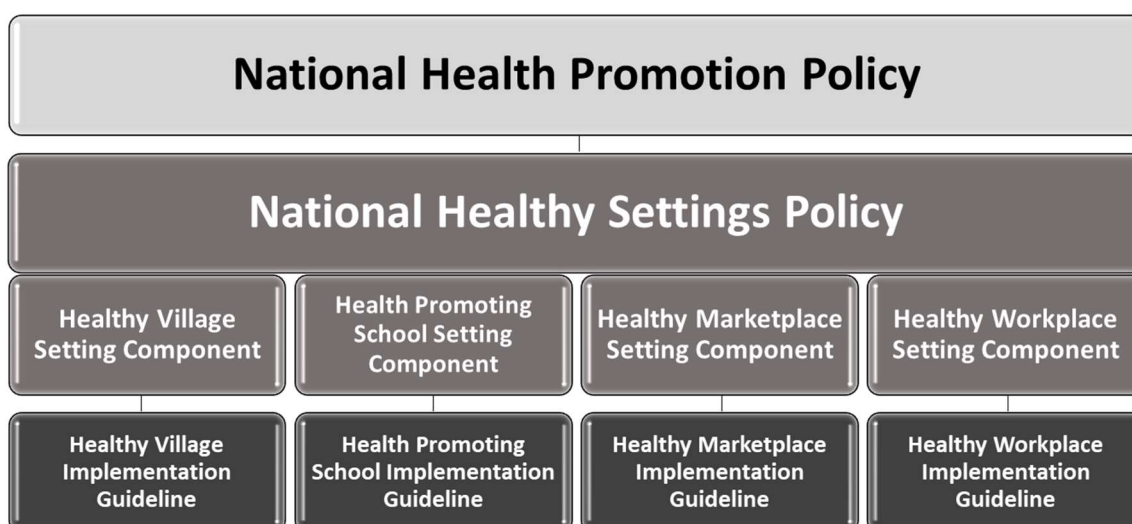 National Health Promotion Policy
National Healthy Settings Policy
Healthy Village
Setting Component
Health Promoting
School Setting
Component
Healthy Marketplace
Setting Component
Healthy Workplace
Setting Component
Healthy Village
Implementation
Guideline
Health Promoting
School Implementation
Guideline
Healthy Marketplace
Implementation
Guideline
Healthy Workplace
Implementation
Guideline